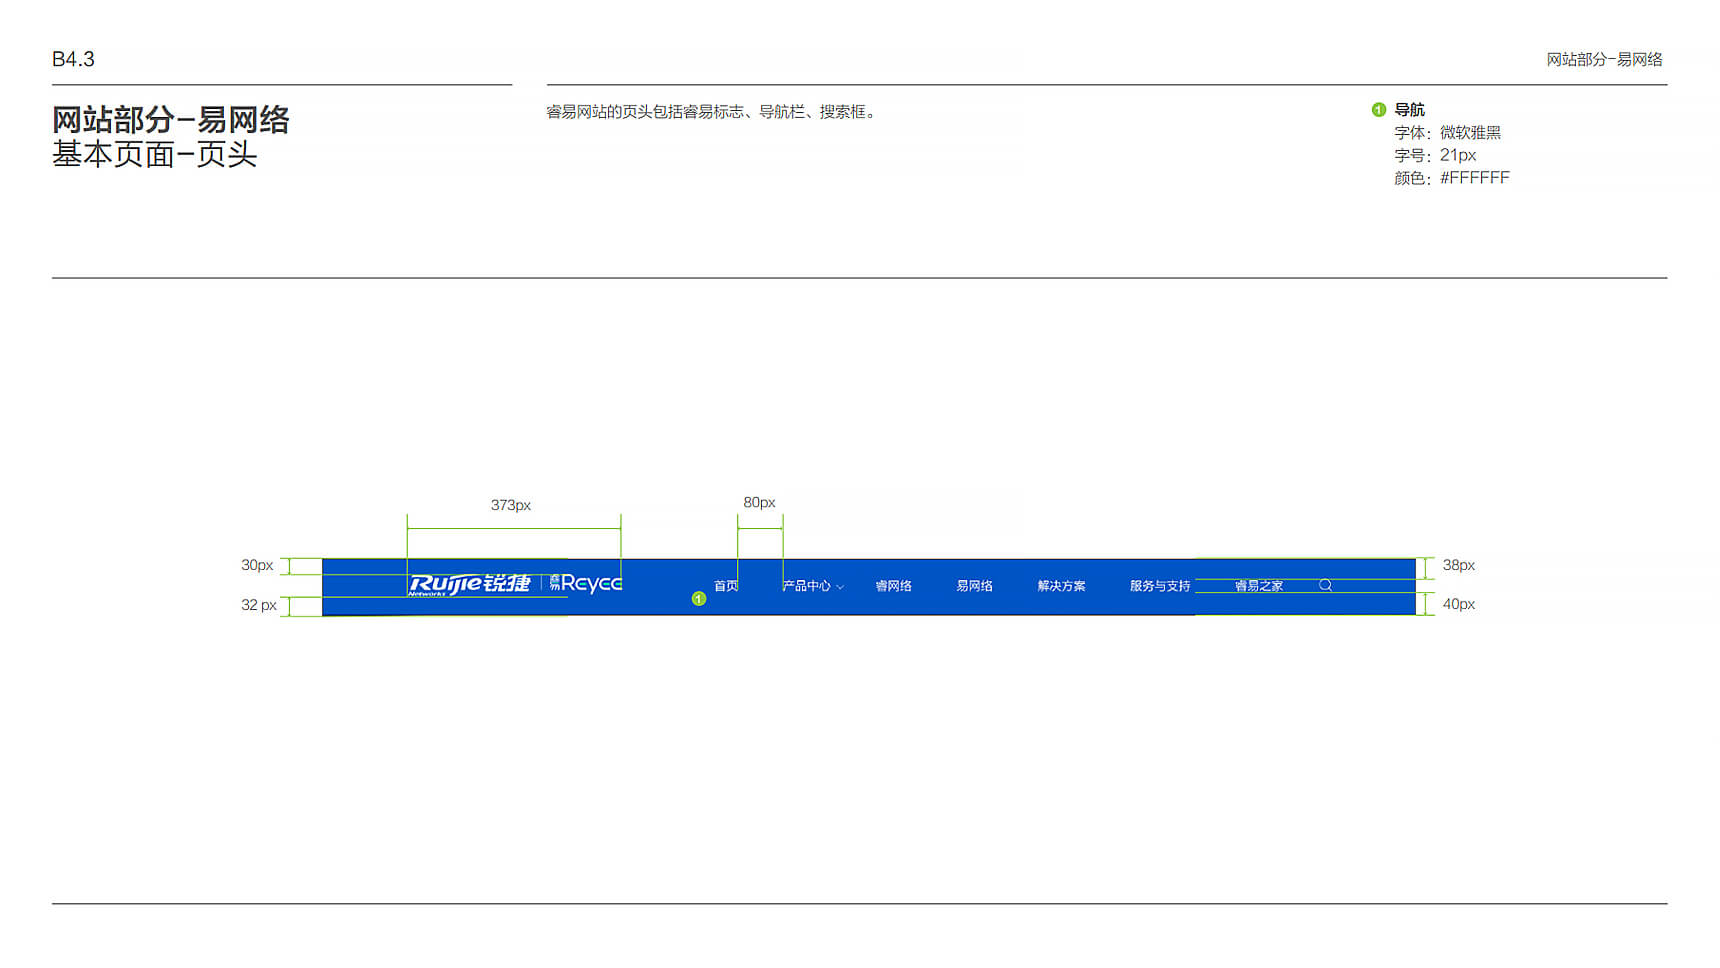 B4.3
网站部分-易网络
网站部分-易网络
基本页面-页头
睿易网站的页头包括睿易标志、导航栏、搜索框。
1 导航
字体：微软雅黑
字号：21px
颜色：#FFFFFF
373px
80px
30px
32 px
38px
40px
Ruijie锐捷
Networks
睿易 Reyee
1
首页
产品中心
睿网络
易网络
解决方案
服务与支持
睿易之家